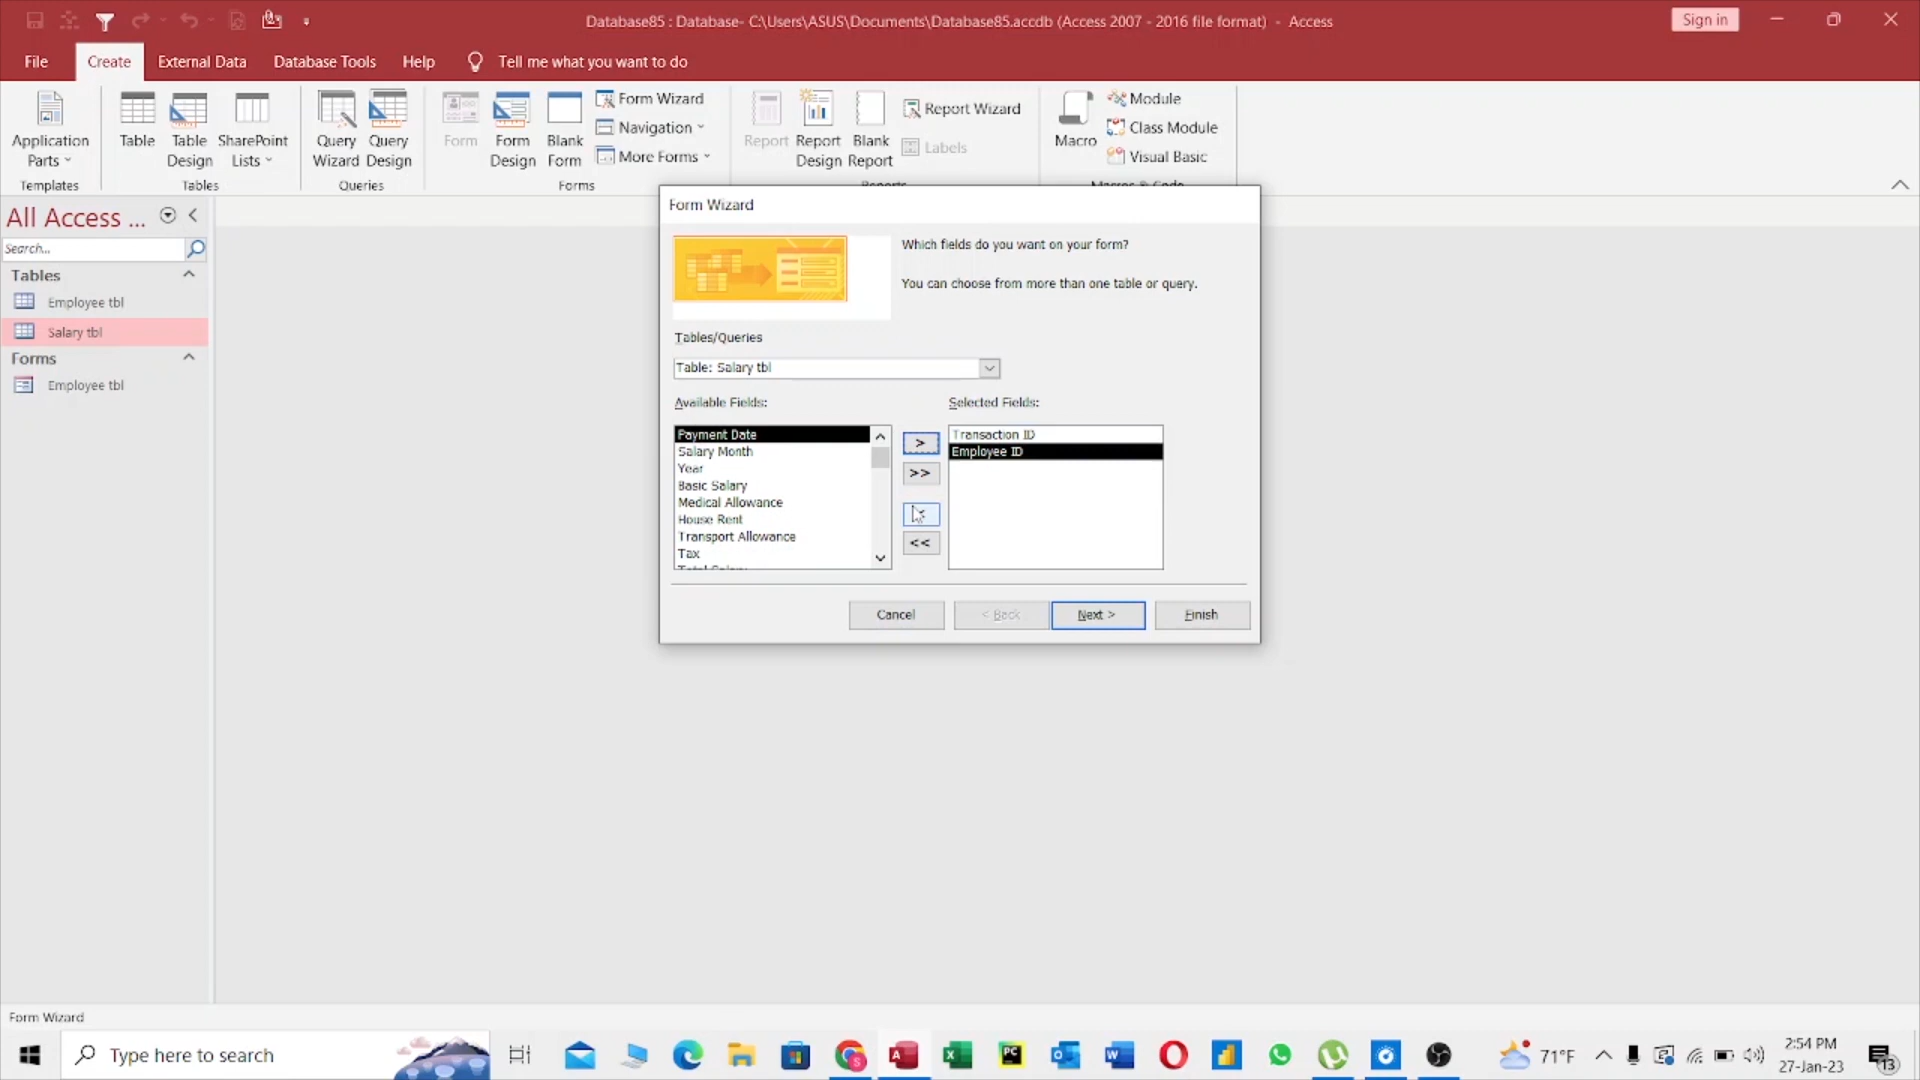 Database85 : Database- C:\Users\ASUS\Documents\Database85.accdb (Access 2007 - 2016 file format) - Access
Sign in
File
Create
External Data
Database Tools
Help
Tell me what you want to do
Application Parts
Templates
Table
Table Design
SharePoint Lists
Tables
Query Wizard
Query Design
Queries
Form
Form Design
Blank Form
Form Wizard
Navigation
More Forms
Forms
Report
Report Design
Blank Report
Report Wizard
Labels
Reports
Macro
Module
Class Module
Visual Basic
Macros & Code
All Access ...
Search...
Tables
Employee tbl
Salary tbl
Forms
Employee tbl
Form Wizard
Which fields do you want on your form?
You can choose from more than one table or query.
Tables/Queries
Table: Salary tbl
Available Fields:
Selected Fields:
Payment Date
Salary Month
Year
Basic Salary
Medical Allowance
House Rent
Transport Allowance
Tax
Total Salary
>
>>
<<
Transaction ID
Employee ID
Cancel
< Back
Next >
Finish
Form Wizard
Type here to search
PC
71°F
2:54 PM
27-Jan-23
13